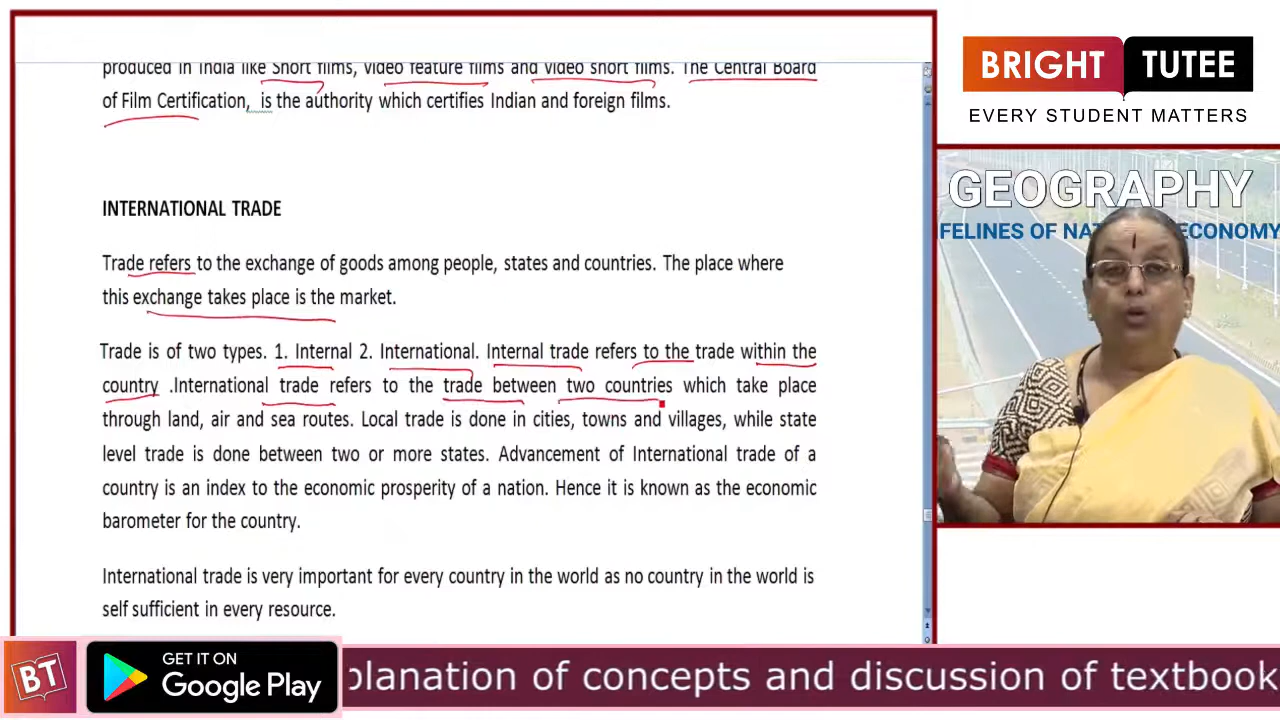 produced in India like Short films, video feature films and video short films. The Central Board
of Film Certification, is the authority which certifies Indian and foreign films.
INTERNATIONAL TRADE
Trade refers to the exchange of goods among people, states and countries. The place where
this exchange takes place is the market.
Trade is of two types. 1. Internal 2. International. Internal trade refers to the trade within the
country .International trade refers to the trade between two countries which take place
through land, air and sea routes. Local trade is done in cities, towns and villages, while state
level trade is done between two or more states. Advancement of International trade of a
country is an index to the economic prosperity of a nation. Hence it is known as the economic
barometer for the country.
International trade is very important for every country in the world as no country in the world is
self sufficient in every resource.
BRIGHT TUTEE
EVERY STUDENT MATTERS
GEOGRAPHY
FELINES OF NAT ECONOMY
BT
GET IT ON
Google Play
planation of concepts and discussion of textbook